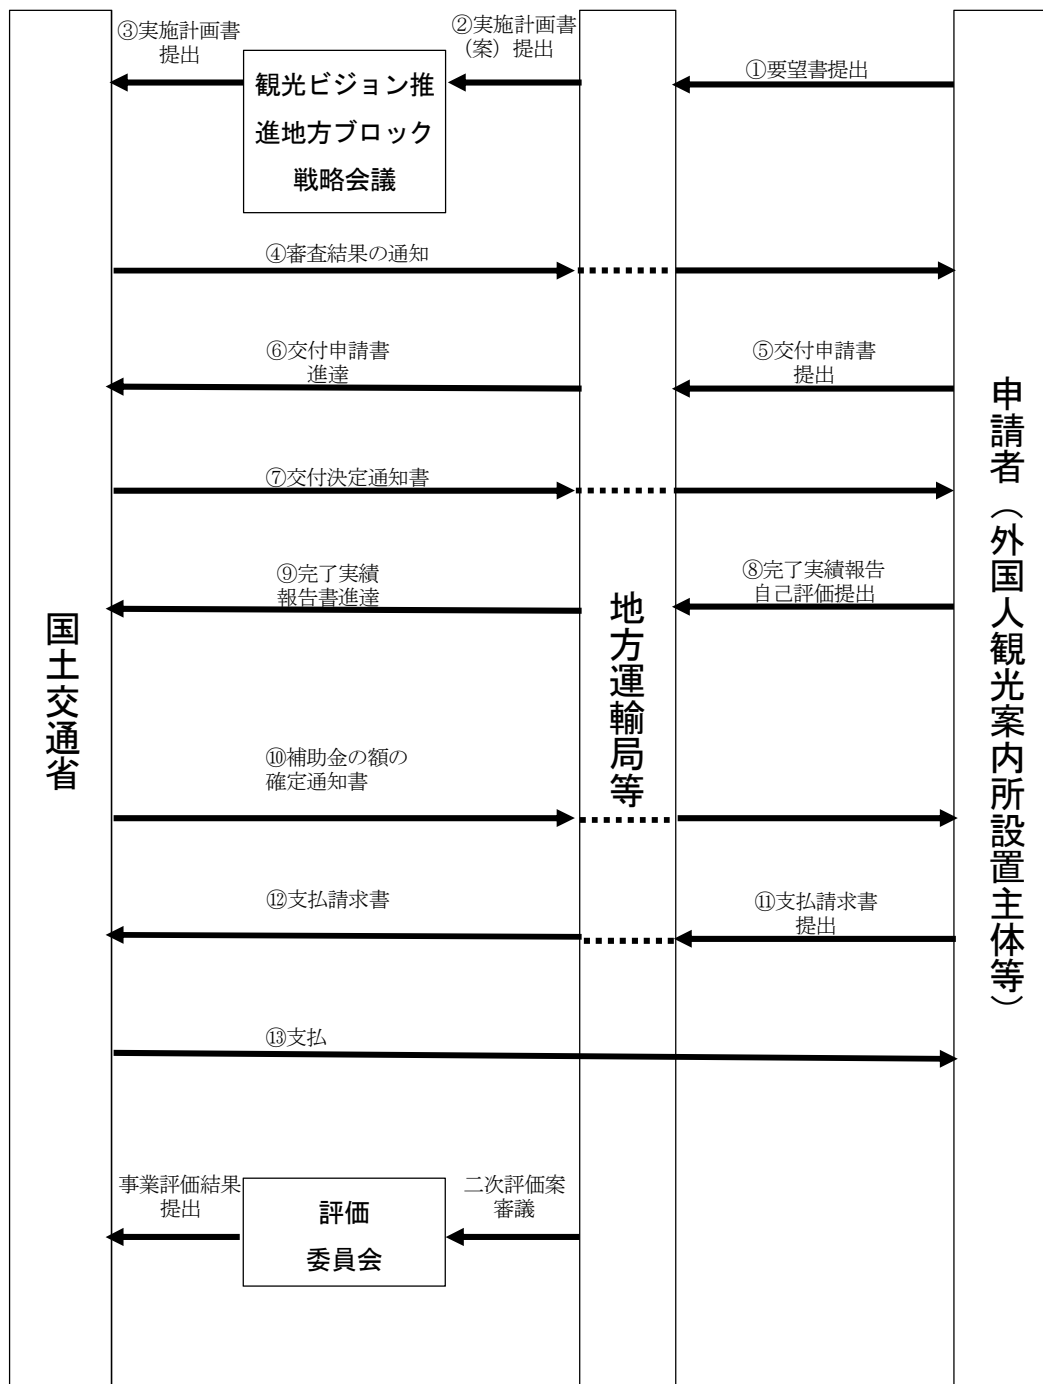 ③実施計画書
提出
②実施計画書
（案）提出
①要望書提出
観光ビジョン推
進地方ブロック
戦略会議
④審査結果の通知
⑥交付申請書
進達
⑤交付申請書
提出
⑦交付決定通知書
⑨完了実績
報告書進達
⑧完了実績報告
自己評価提出
国土交通省
地方運輸局等
申請者（外国人観光案内所設置主体等）
⑩補助金の額の
確定通知書
⑫支払請求書
⑪支払請求書
提出
⑬支払
事業評価結果
提出
評価
委員会
二次評価案
審議